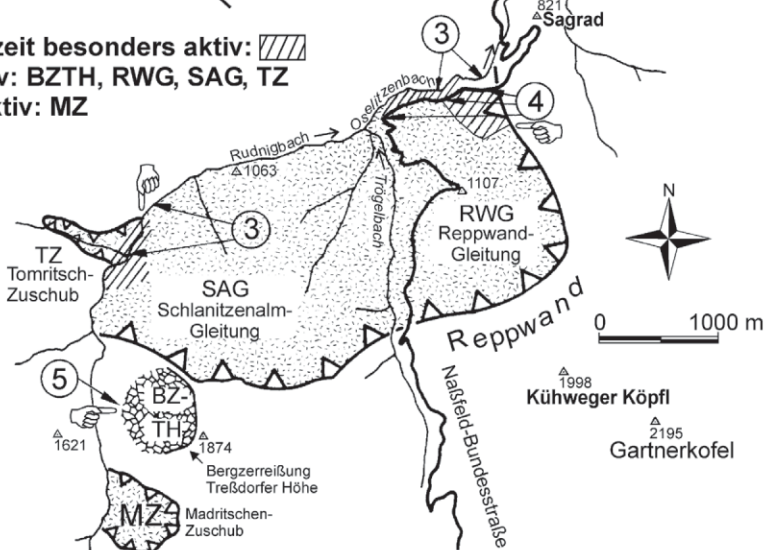 821
Sagrad
zeit besonders aktiv:
v: BZTH, RWG, SAG, TZ
ktiv: MZ
3
4
Oselitzenbach
Rudnigbach
1063
1107
Trögelbach
RWG
Reppwand-
Gleitung
N
3
TZ
Tomritsch-
Zuschub
SAG
Schlanitzenalm-
Gleitung
Reppwand
0 1000 m
5
BZ-
TH
1621
1874
Bergzerreißung
Treßdorfer Höhe
1998
Kühweger Köpfl
2195
Gartnerkofel
Naßfeld-Bundesstraße
MZ
Madritschen-
Zuschub